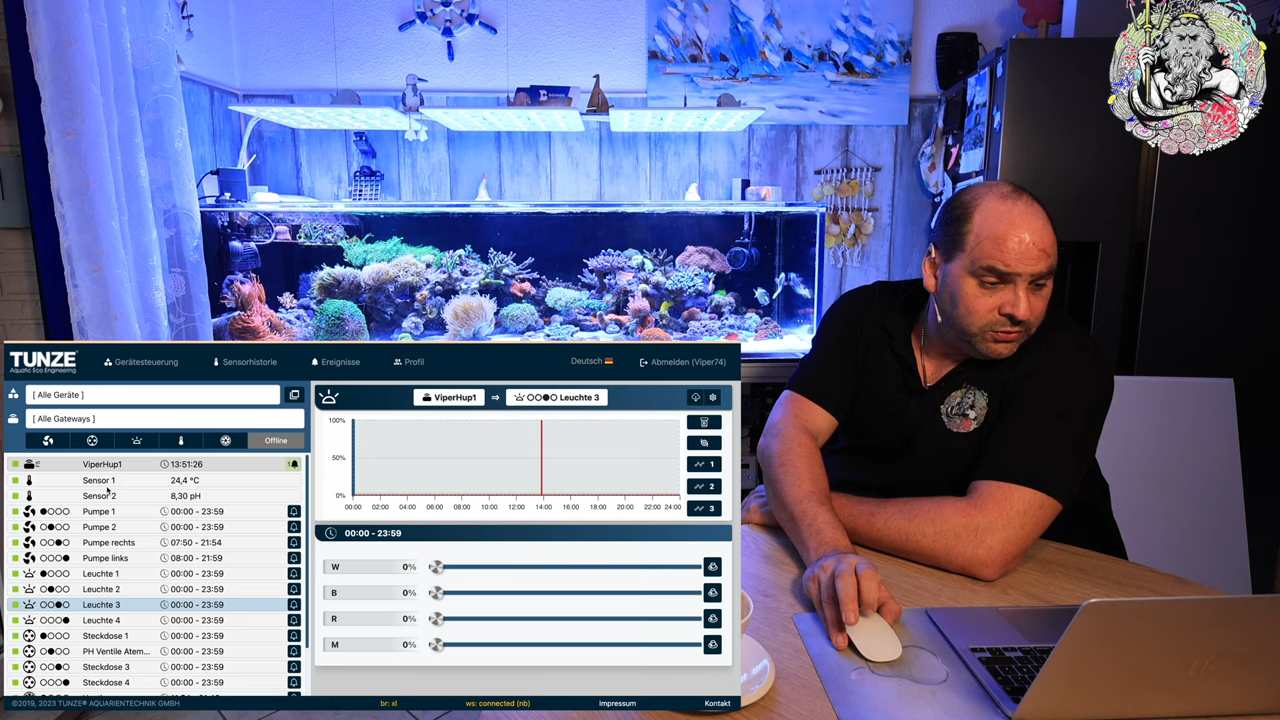 TUNZE
Aquatic Eco Engineering
Gerätesteuerung
Sensorhistorie
Ereignisse
Profil
Deutsch
Abmelden (Viper74)
[ Alle Geräte ]
[ Alle Gateways ]
Offline
ViperHup1 13:51:26 1
Sensor 1 24,4 °C
Sensor 2 8,30 pH
Pumpe 1 00:00 - 23:59
Pumpe 2 00:00 - 23:59
Pumpe rechts 07:50 - 21:54
Pumpe links 08:00 - 21:59
Leuchte 1 00:00 - 23:59
Leuchte 2 00:00 - 23:59
Leuchte 3 00:00 - 23:59
Leuchte 4 00:00 - 23:59
Steckdose 1 00:00 - 23:59
PH Ventile Atem... 00:00 - 23:59
Steckdose 3 00:00 - 23:59
Steckdose 4 00:00 - 23:59
ViperHup1 ⇒ Leuchte 3
100%
50%
0%
00:00 02:00 04:00 06:00 08:00 10:00 12:00 14:00 16:00 18:00 20:00 22:00 24:00
1
2
3
00:00 - 23:59
W 0%
B 0%
R 0%
M 0%
©2019, 2023 TUNZE® AQUARIENTECHNIK GMBH
br: xl
ws: connected (nb)
Impressum
Kontakt